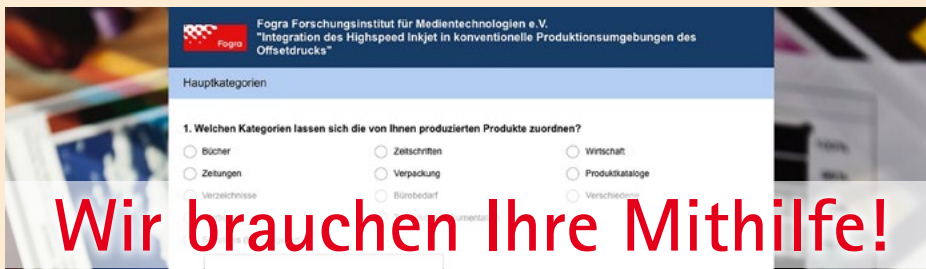 Fogra Forschungsinstitut für Medientechnologien e.V.
Fogra
"Integration des Highspeed Inkjet in konventionelle Produktionsumgebungen des
Offsetdrucks"
Hauptkategorien
1. Welchen Kategorien lassen sich die von Ihnen produzierten Produkte zuordnen?
Bücher Zeitschriften Wirtschaft
Zeitungen Verpackung Produktkataloge
Verzeichnisse Bürobedarf Verschiedene
Wir brauchen Ihre Mithilfe!